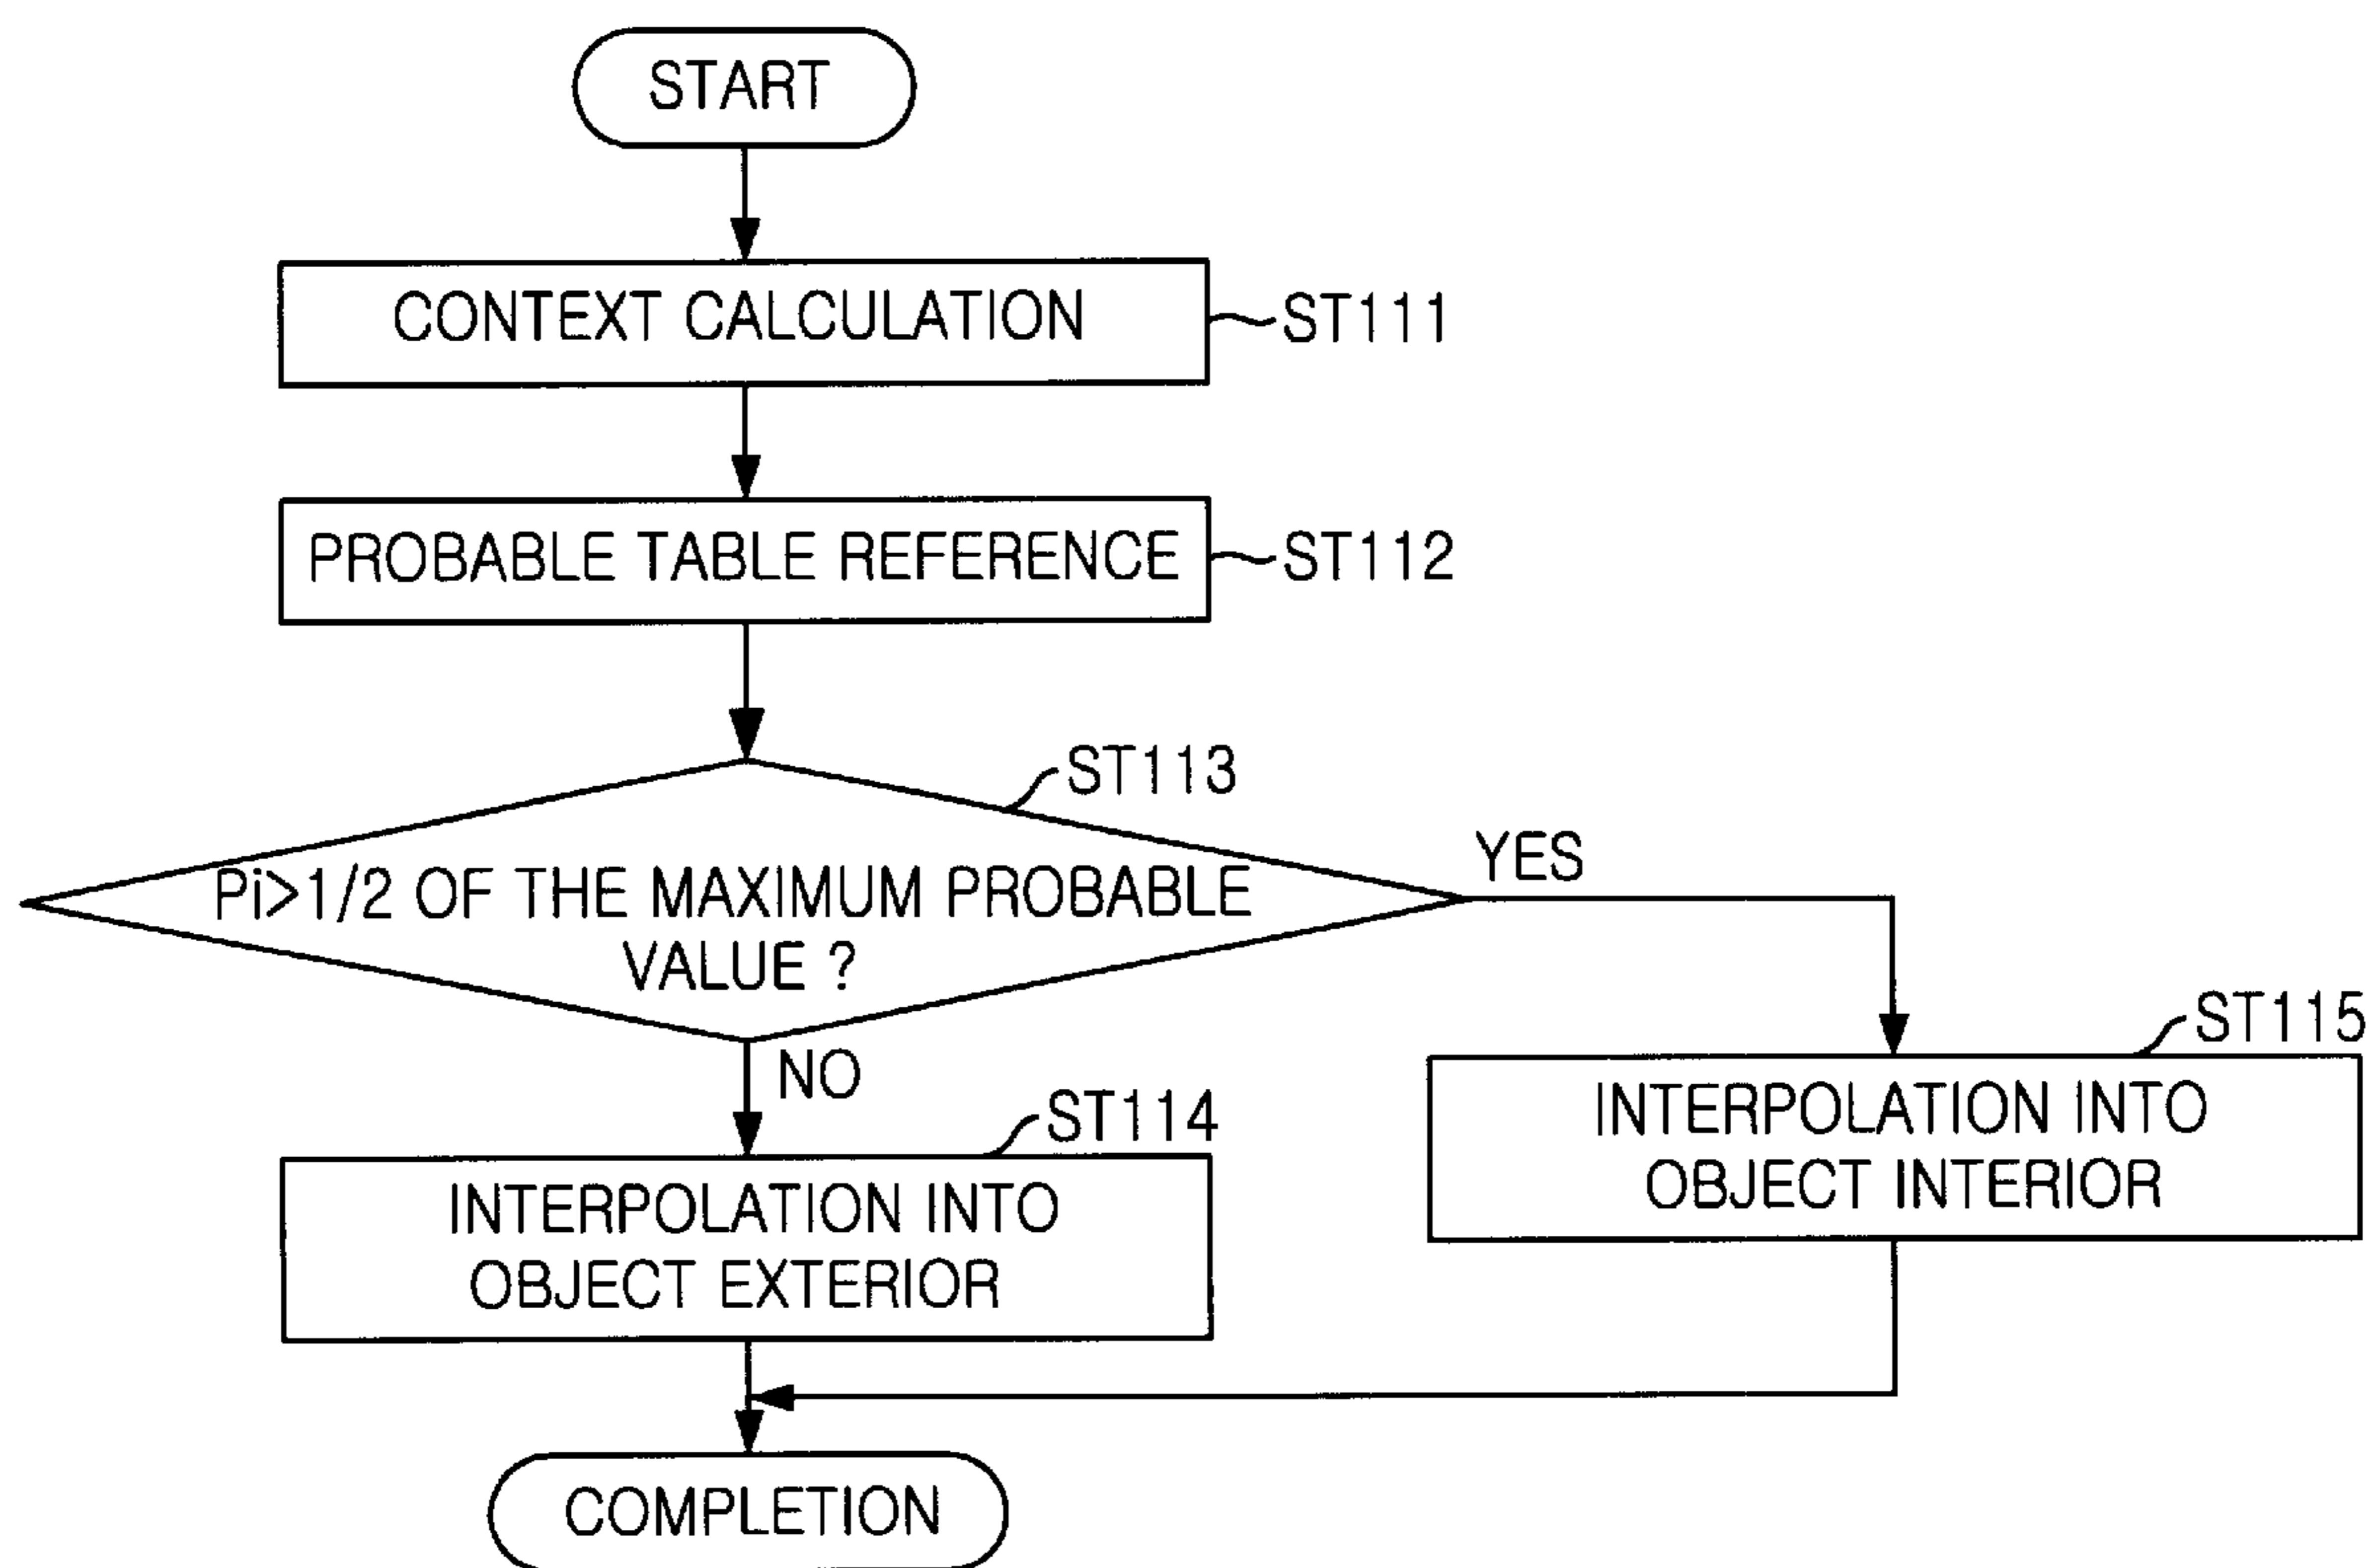 START
CONTEXT CALCULATION
ST111
PROBABLE TABLE REFERENCE
ST112
ST113
Pi>1/2 OF THE MAXIMUM PROBABLE
VALUE ?
YES
NO
ST115
INTERPOLATION INTO
OBJECT INTERIOR
ST114
INTERPOLATION INTO
OBJECT EXTERIOR
COMPLETION